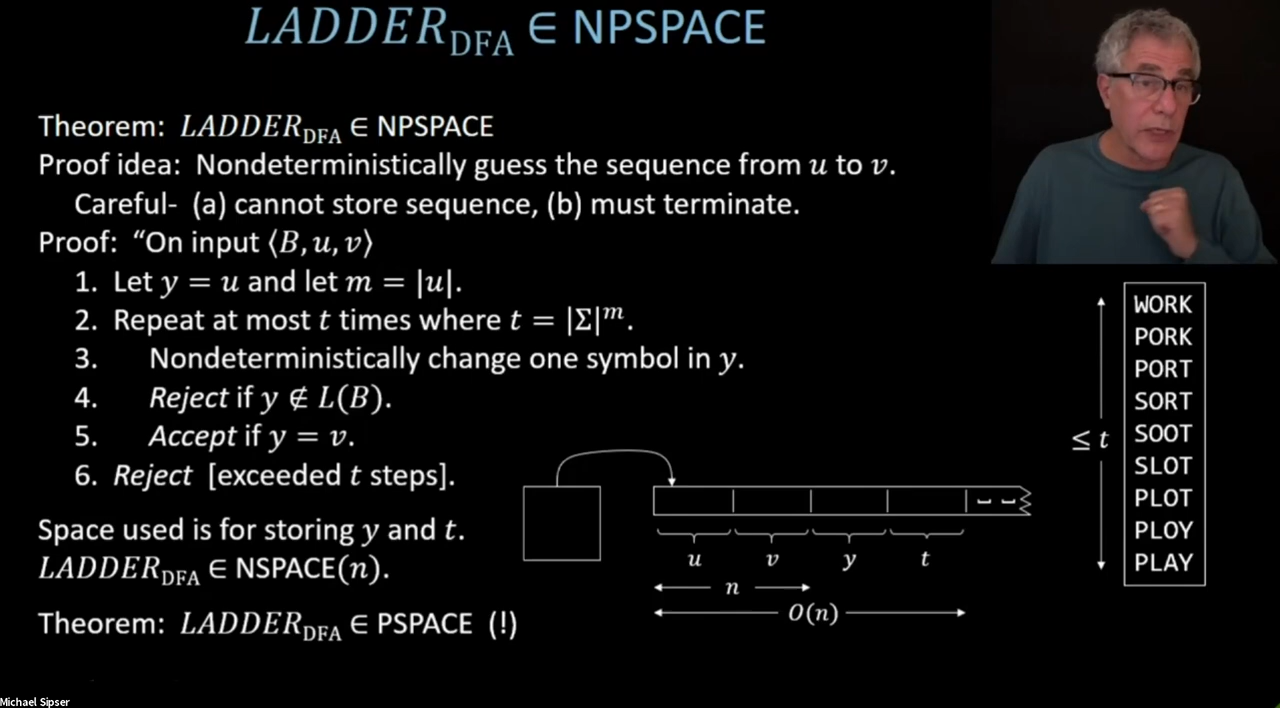 LADDER_DFA ∈ NPSPACE
Theorem: LADDER_DFA ∈ NPSPACE
Proof idea: Nondeterministically guess the sequence from u to v.
Careful- (a) cannot store sequence, (b) must terminate.
Proof: “On input ⟨B, u, v⟩
1. Let y = u and let m = |u|.
2. Repeat at most t times where t = |Σ|^m.
3. Nondeterministically change one symbol in y.
4. Reject if y ∉ L(B).
5. Accept if y = v.
6. Reject [exceeded t steps].
Space used is for storing y and t.
LADDER_DFA ∈ NSPACE(n).
Theorem: LADDER_DFA ∈ PSPACE (!)
u v y t
n
O(n)
≤ t
WORK
PORK
PORT
SORT
SOOT
SLOT
PLOT
PLOY
PLAY
Michael Sipser